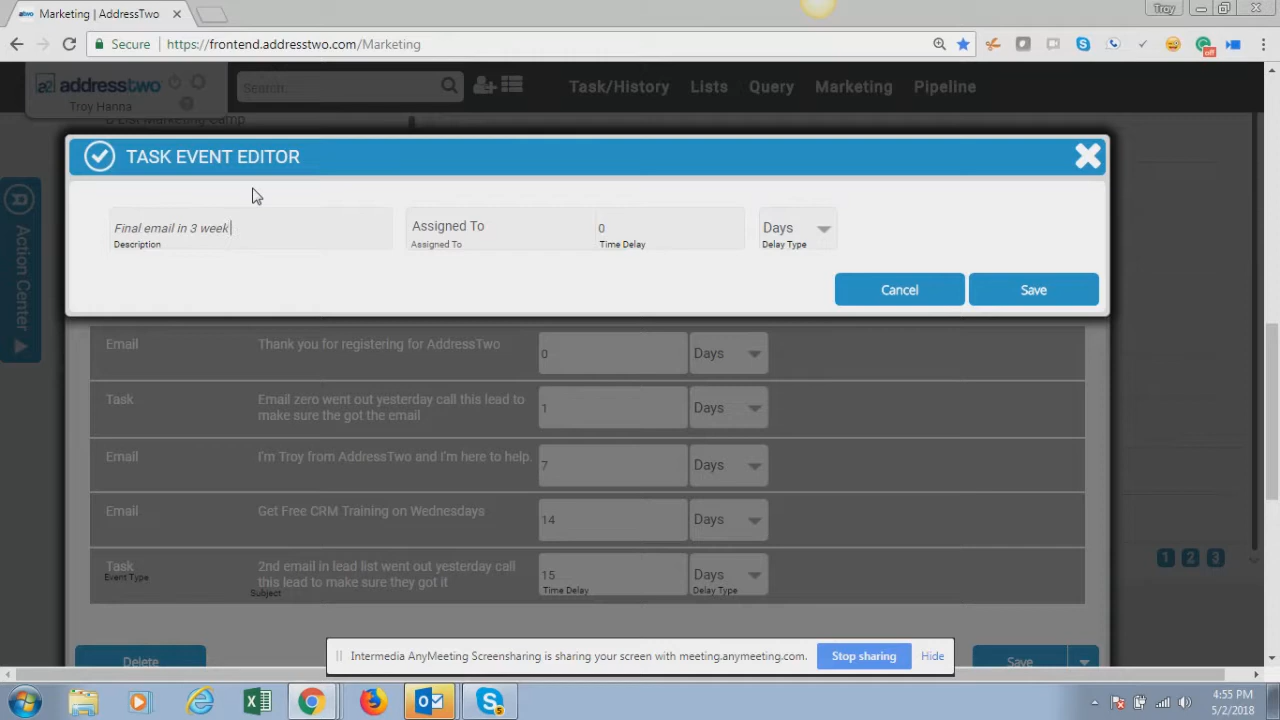 Marketing | AddressTwo
Troy
Secure
https://frontend.addresstwo.com/Marketing
off
addresstwo
Troy Hanna
Search...
Task/History Lists Query Marketing Pipeline
TASK EVENT EDITOR
Final email in 3 week
Description
Assigned To
Assigned To
0
Time Delay
Days
Delay Type
Cancel
Save
Action Center
Email Thank you for registering for AddressTwo 0 Days
Task Email zero went out yesterday call this lead to
make sure the got the email
1 Days
Email I'm Troy from AddressTwo and I'm here to help. 7 Days
Email Get Free CRM Training on Wednesdays 14 Days
Task 2nd email in lead list went out yesterday call
this lead to make sure they got it
15 Days
Event Type Subject Time Delay Delay Type
1 2 3
Delete
Save
Intermedia AnyMeeting Screensharing is sharing your screen with meeting.anymeeting.com.
Stop sharing
Hide
4:55 PM
5/2/2018